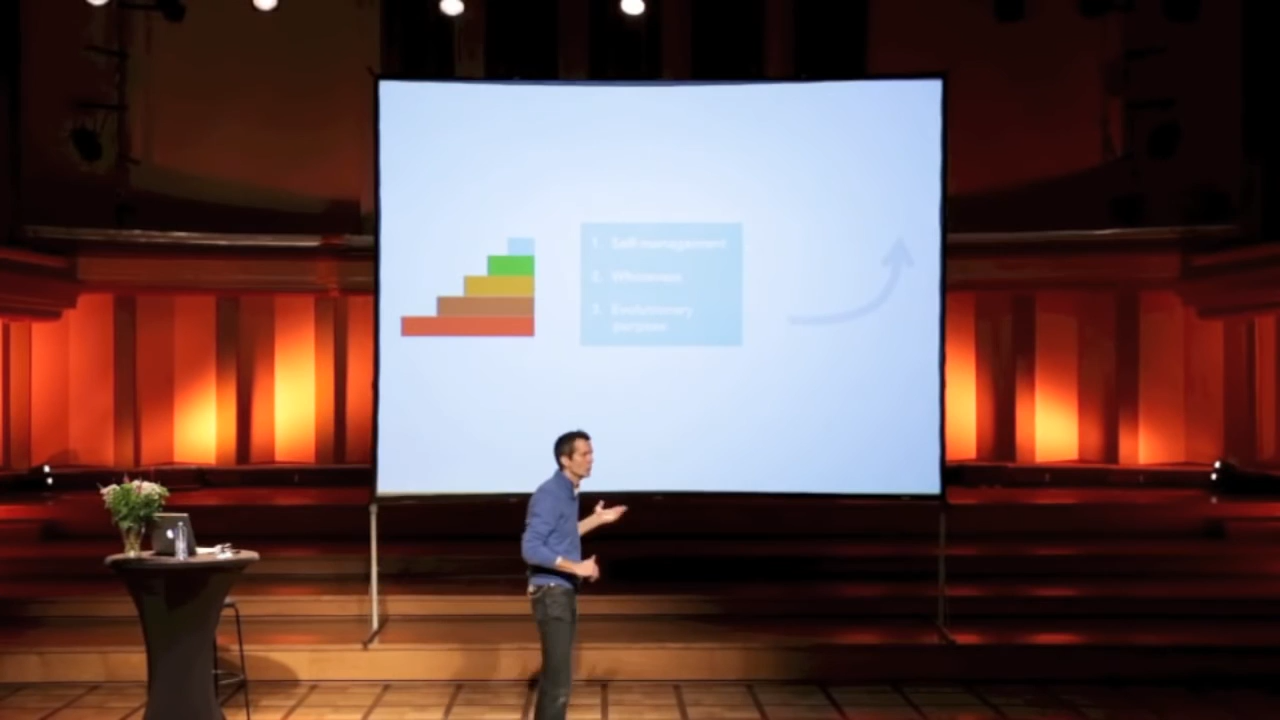 1. Self-management
2. Wholeness
3. Evolutionary
purpose